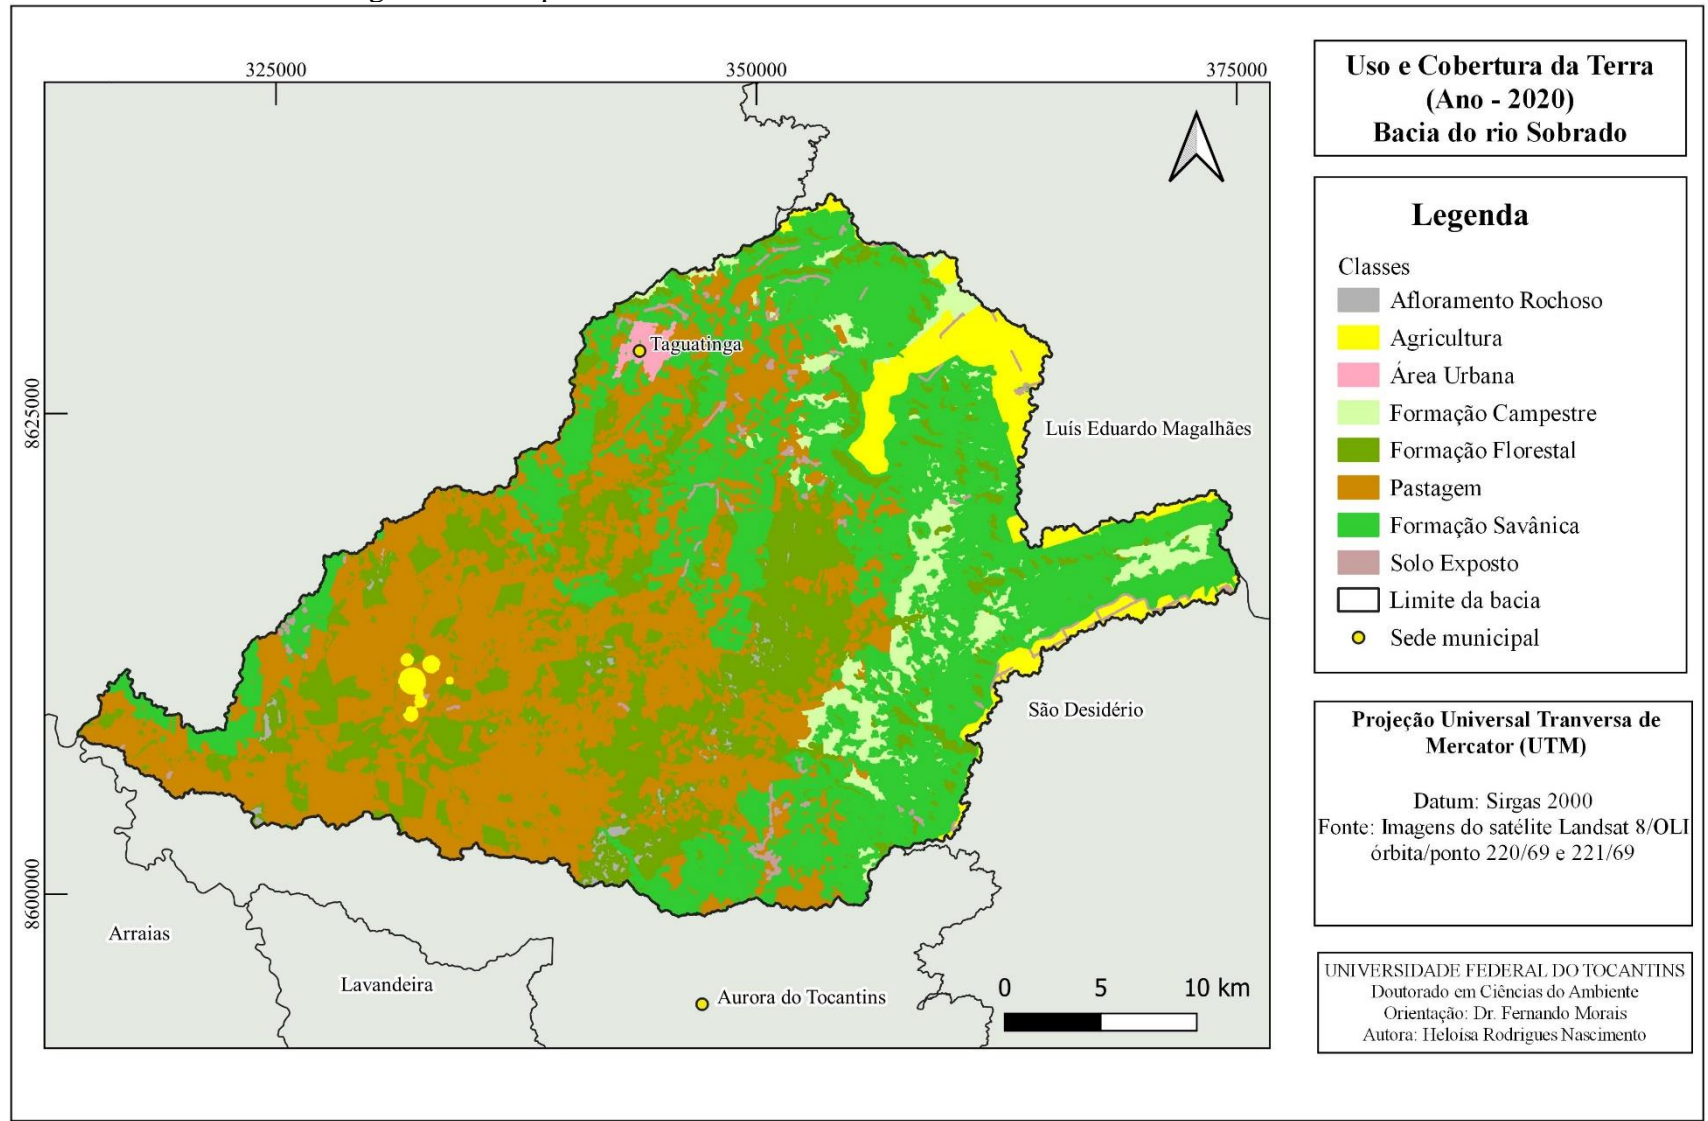 325000
350000
375000
8625000
8600000
Taguatinga
Luís Eduardo Magalhães
São Desidério
Arraias
Lavandeira
Aurora do Tocantins
0 5 10 km
Uso e Cobertura da Terra
(Ano - 2020)
Bacia do rio Sobrado
Legenda
Classes
Afloramento Rochoso
Agricultura
Área Urbana
Formação Campestre
Formação Florestal
Pastagem
Formação Savânica
Solo Exposto
Limite da bacia
Sede municipal
Projeção Universal Tranversa de
Mercator (UTM)
Datum: Sirgas 2000
Fonte: Imagens do satélite Landsat 8/OLI
órbita/ponto 220/69 e 221/69
UNIVERSIDADE FEDERAL DO TOCANTINS
Doutorado em Ciências do Ambiente
Orientação: Dr. Fernando Morais
Autora: Heloísa Rodrigues Nascimento